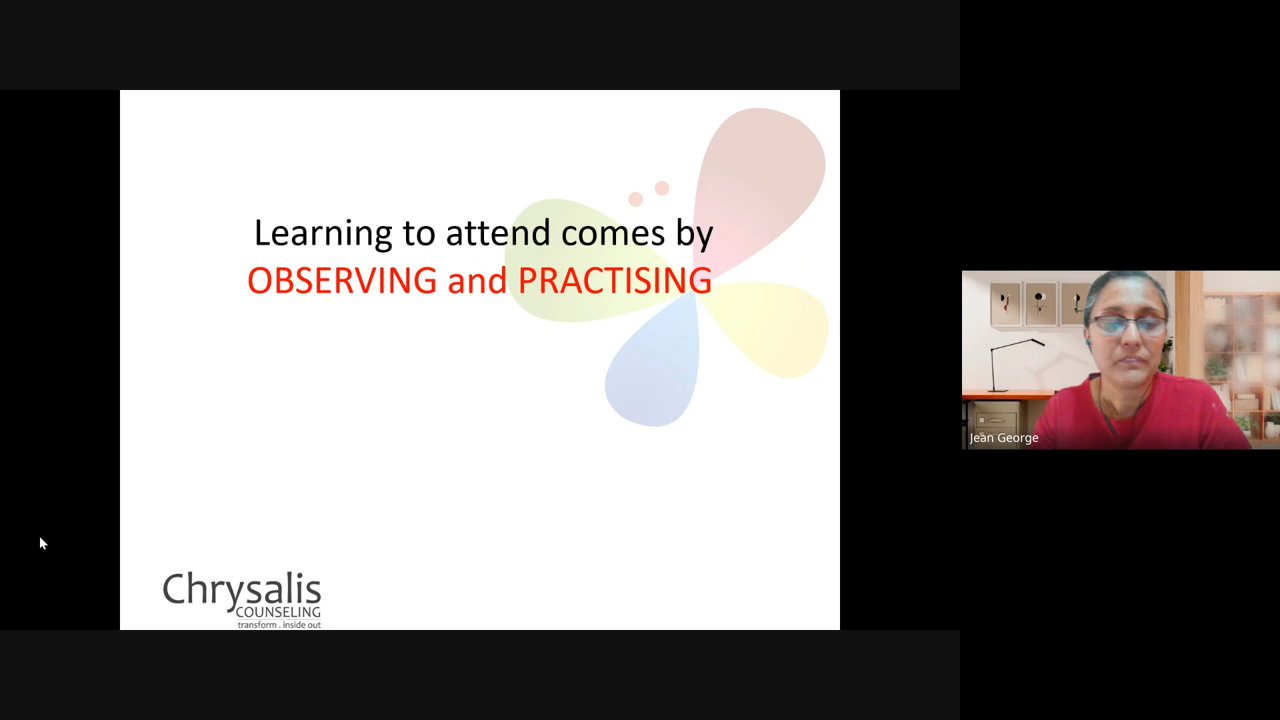 Learning to attend comes by
OBSERVING and PRACTISING
Jean George
Chrysalis
COUNSELING
transform . inside out